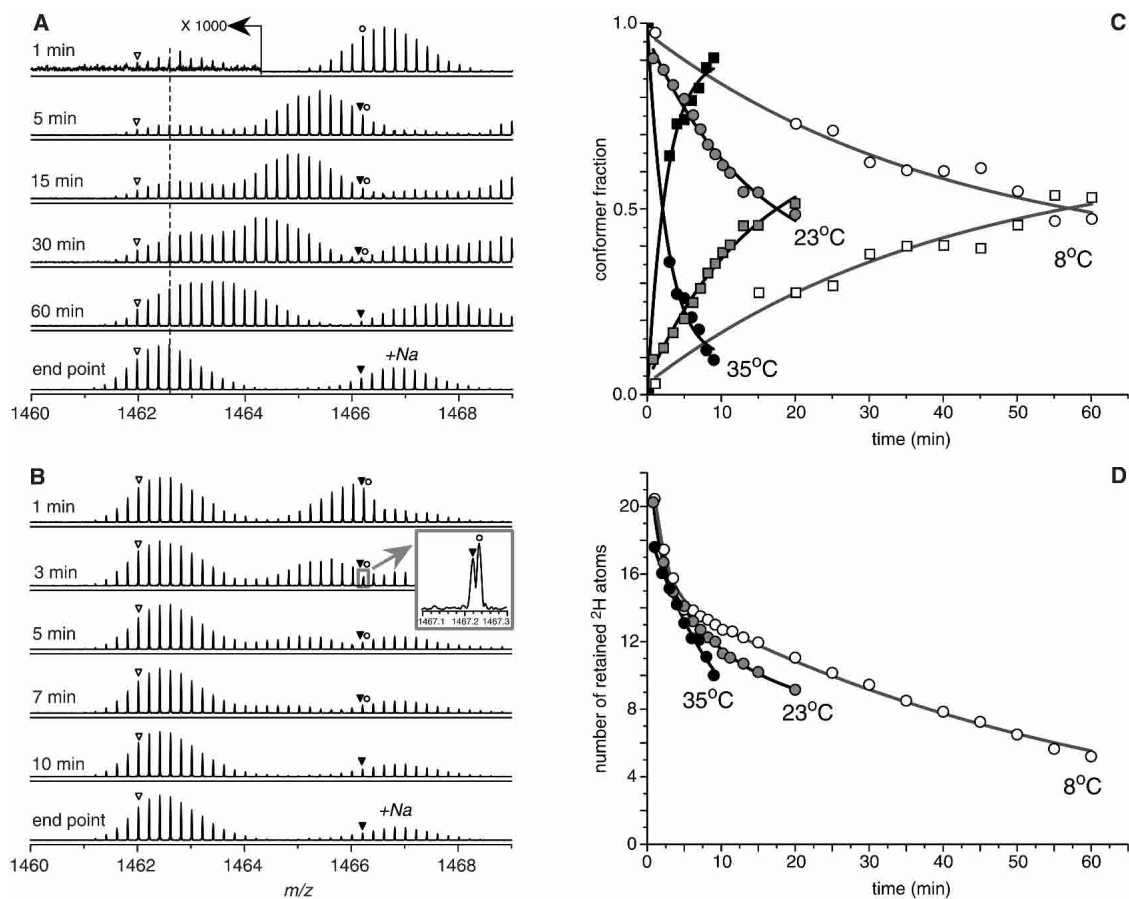 A
X 1000
1 min
5 min
15 min
30 min
60 min
end point
+Na
1460 1462 1464 1466 1468
B
1 min
3 min
1467.1 1467.2 1467.3
5 min
7 min
10 min
end point
+Na
1460 1462 1464 1466 1468
m/z
C
1.0
0.5
0.0
conformer fraction
23°C
8°C
35°C
0 10 20 30 40 50 60
time (min)
D
20
16
12
8
4
0
number of retained ²H atoms
35°C
23°C
8°C
0 10 20 30 40 50 60
time (min)